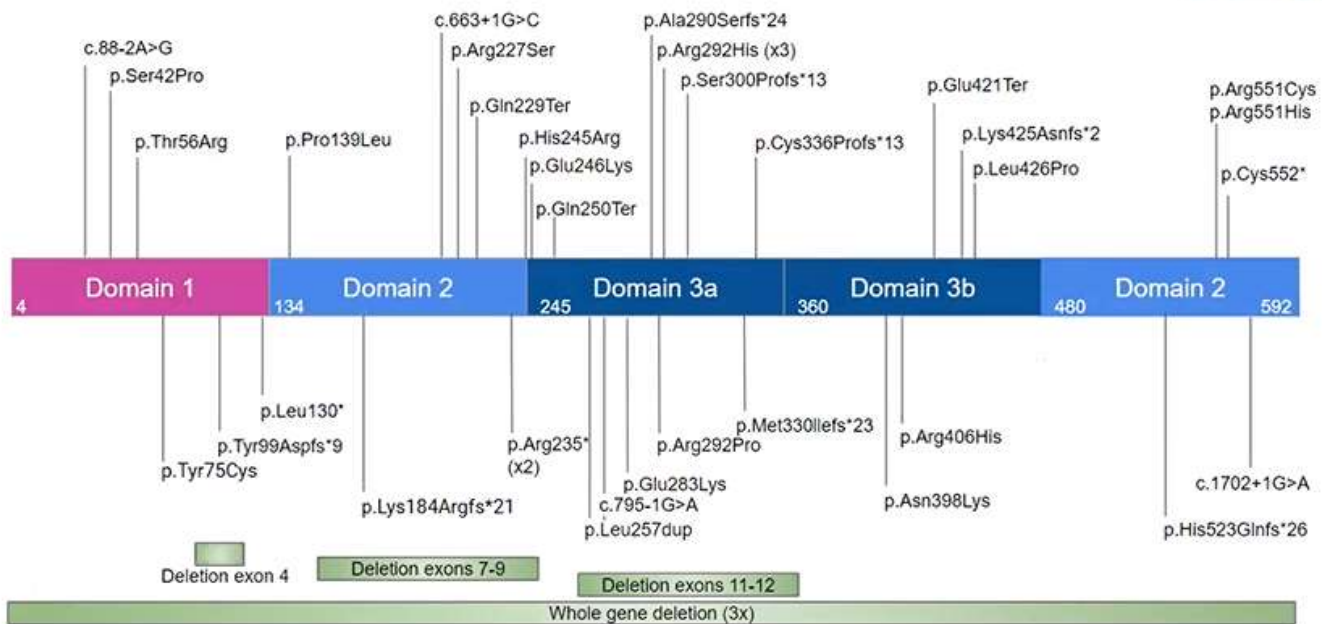 c.663+1G>C
p.Ala290Serfs*24
c.88-2A>G
p.Arg227Ser
p.Arg292His (x3)
p.Ser42Pro
p.Ser300Profs*13
p.Glu421Ter
p.Arg551Cys
p.Gln229Ter
p.Arg551His
p.Thr56Arg
p.Pro139Leu
p.His245Arg
p.Cys336Profs*13
p.Lys425Asnfs*2
p.Glu246Lys
p.Leu426Pro
p.Cys552*
p.Gln250Ter
Domain 1
Domain 2
Domain 3a
Domain 3b
Domain 2
4
134
245
360
480
592
p.Leu130*
p.Tyr99Aspfs*9
p.Arg235*
(x2)
p.Arg292Pro
p.Met330Ilefs*23
p.Arg406His
p.Tyr75Cys
p.Glu283Lys
c.1702+1G>A
p.Lys184Argfs*21
c.795-1G>A
p.Asn398Lys
p.Leu257dup
p.His523Glnfs*26
Deletion exon 4
Deletion exons 7-9
Deletion exons 11-12
Whole gene deletion (3x)